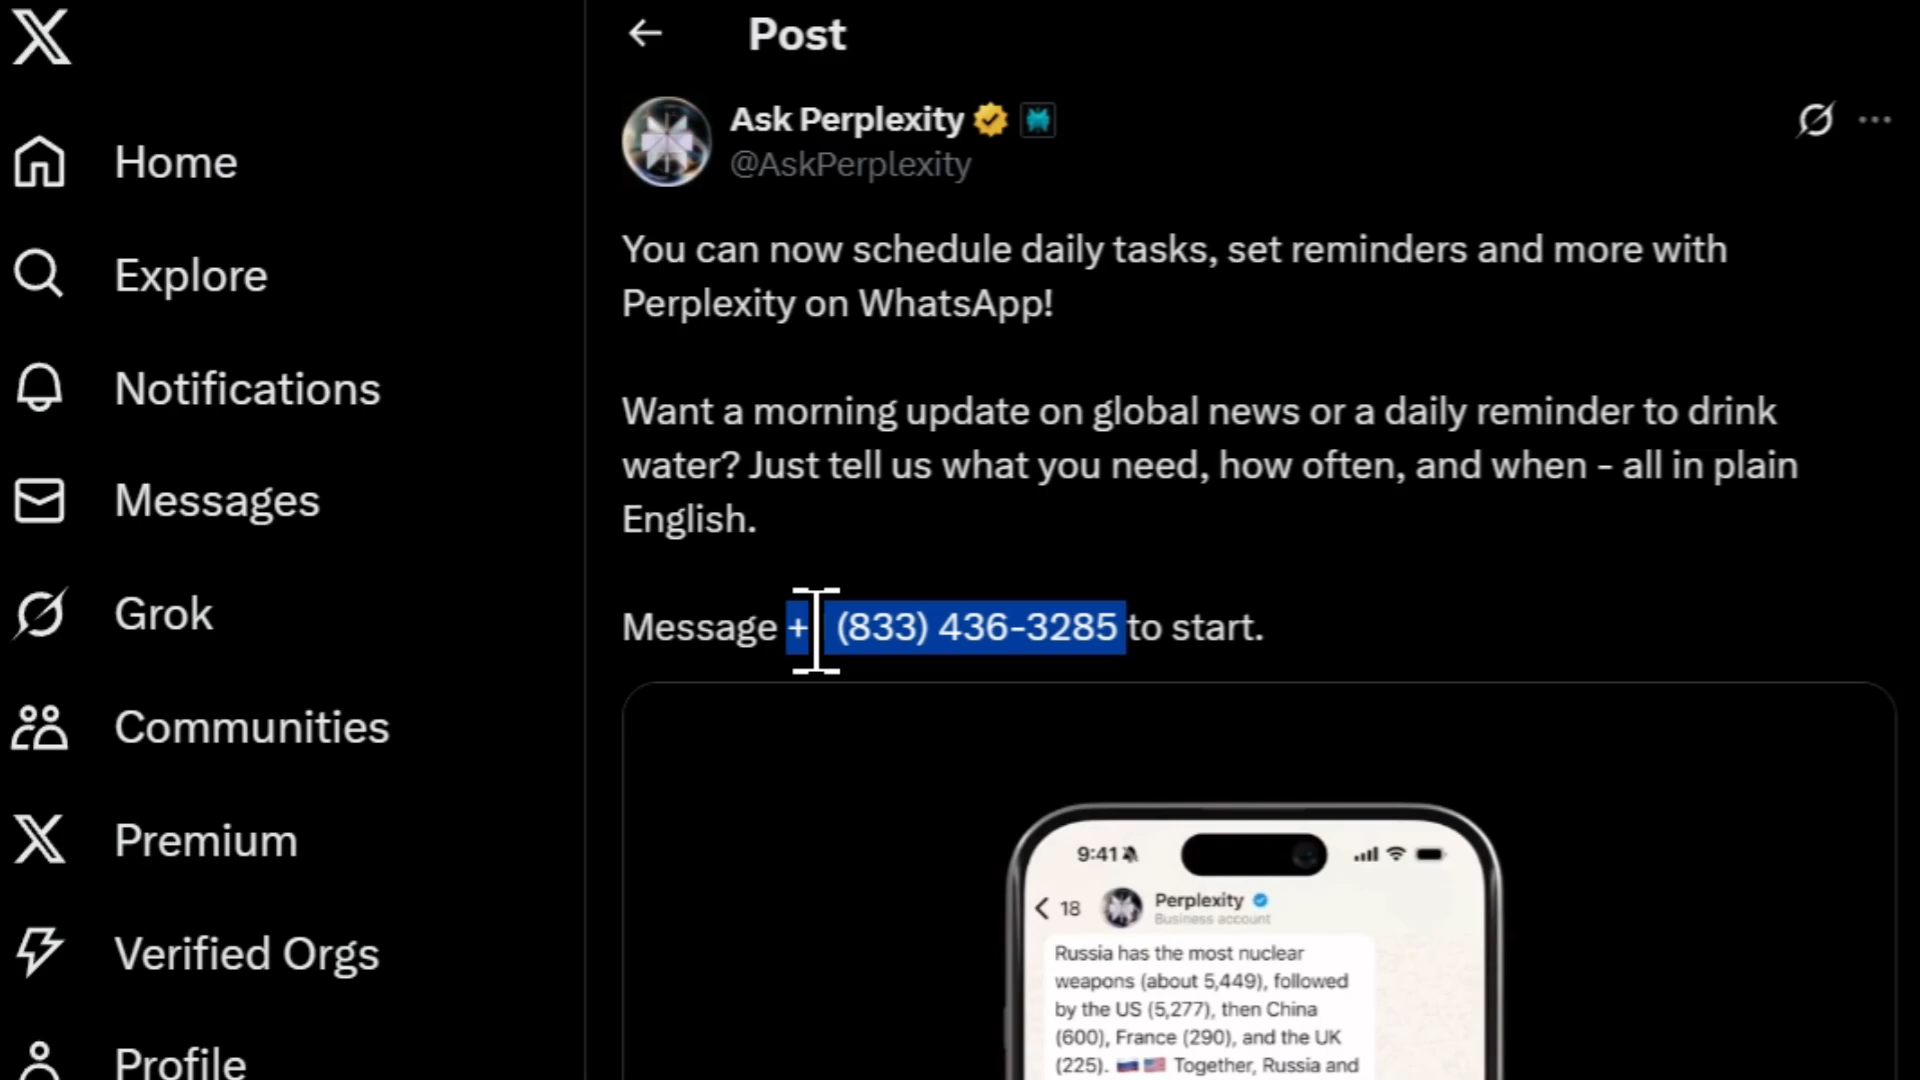 Home
Explore
Notifications
Messages
Grok
Communities
Premium
Verified Orgs
Profile
Post
Ask Perplexity
@AskPerplexity
You can now schedule daily tasks, set reminders and more with
Perplexity on WhatsApp!
Want a morning update on global news or a daily reminder to drink
water? Just tell us what you need, how often, and when - all in plain
English.
Message + (833) 436-3285 to start.
9:41
18
Perplexity
Business account
Russia has the most nuclear
weapons (about 5,449), followed
by the US (5,277), then China
(600), France (290), and the UK
(225). 🇷🇺🇺🇸 Together, Russia and